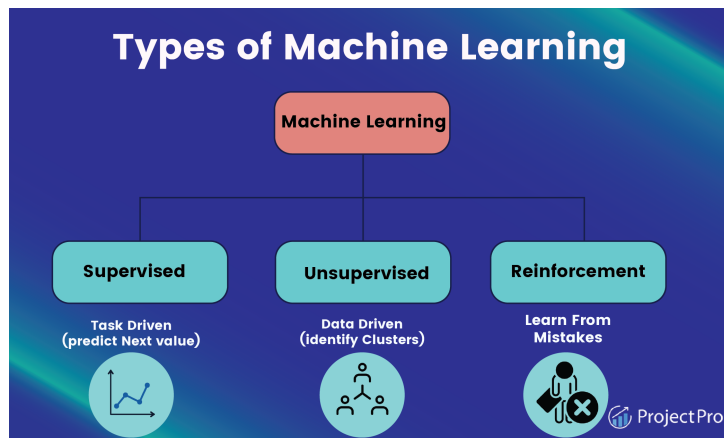 Types of Machine Learning
Machine Learning
Supervised
Unsupervised
Reinforcement
Task Driven
(predict Next value)
Data Driven
(identify Clusters)
Learn From
Mistakes
ProjectPro